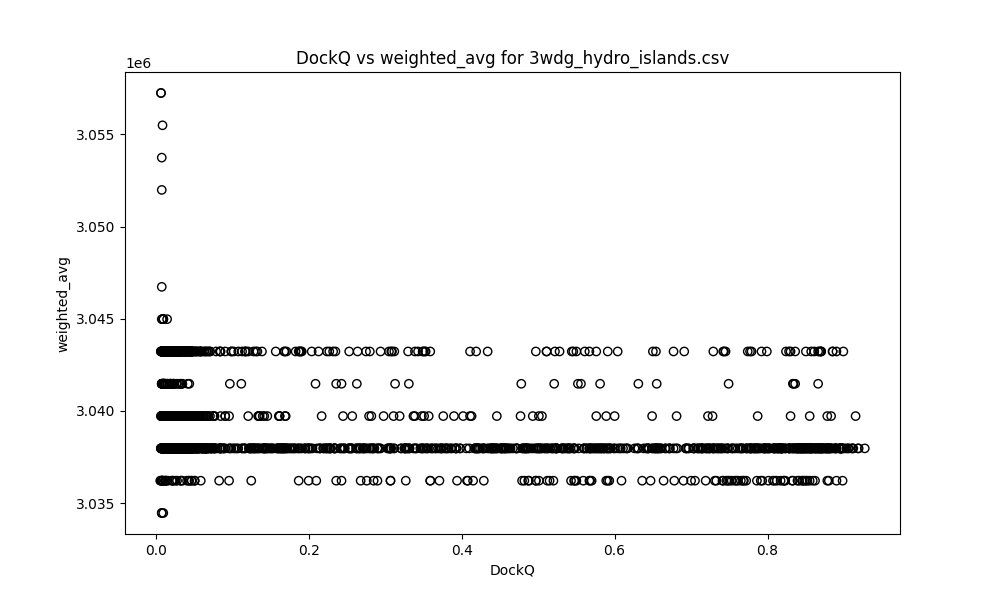 DockQ vs weighted_avg for 3wdg_hydro_islands.csv
1e6
3.055
3.050
3.045
3.040
3.035
weighted_avg
0.0 0.2 0.4 0.6 0.8
DockQ